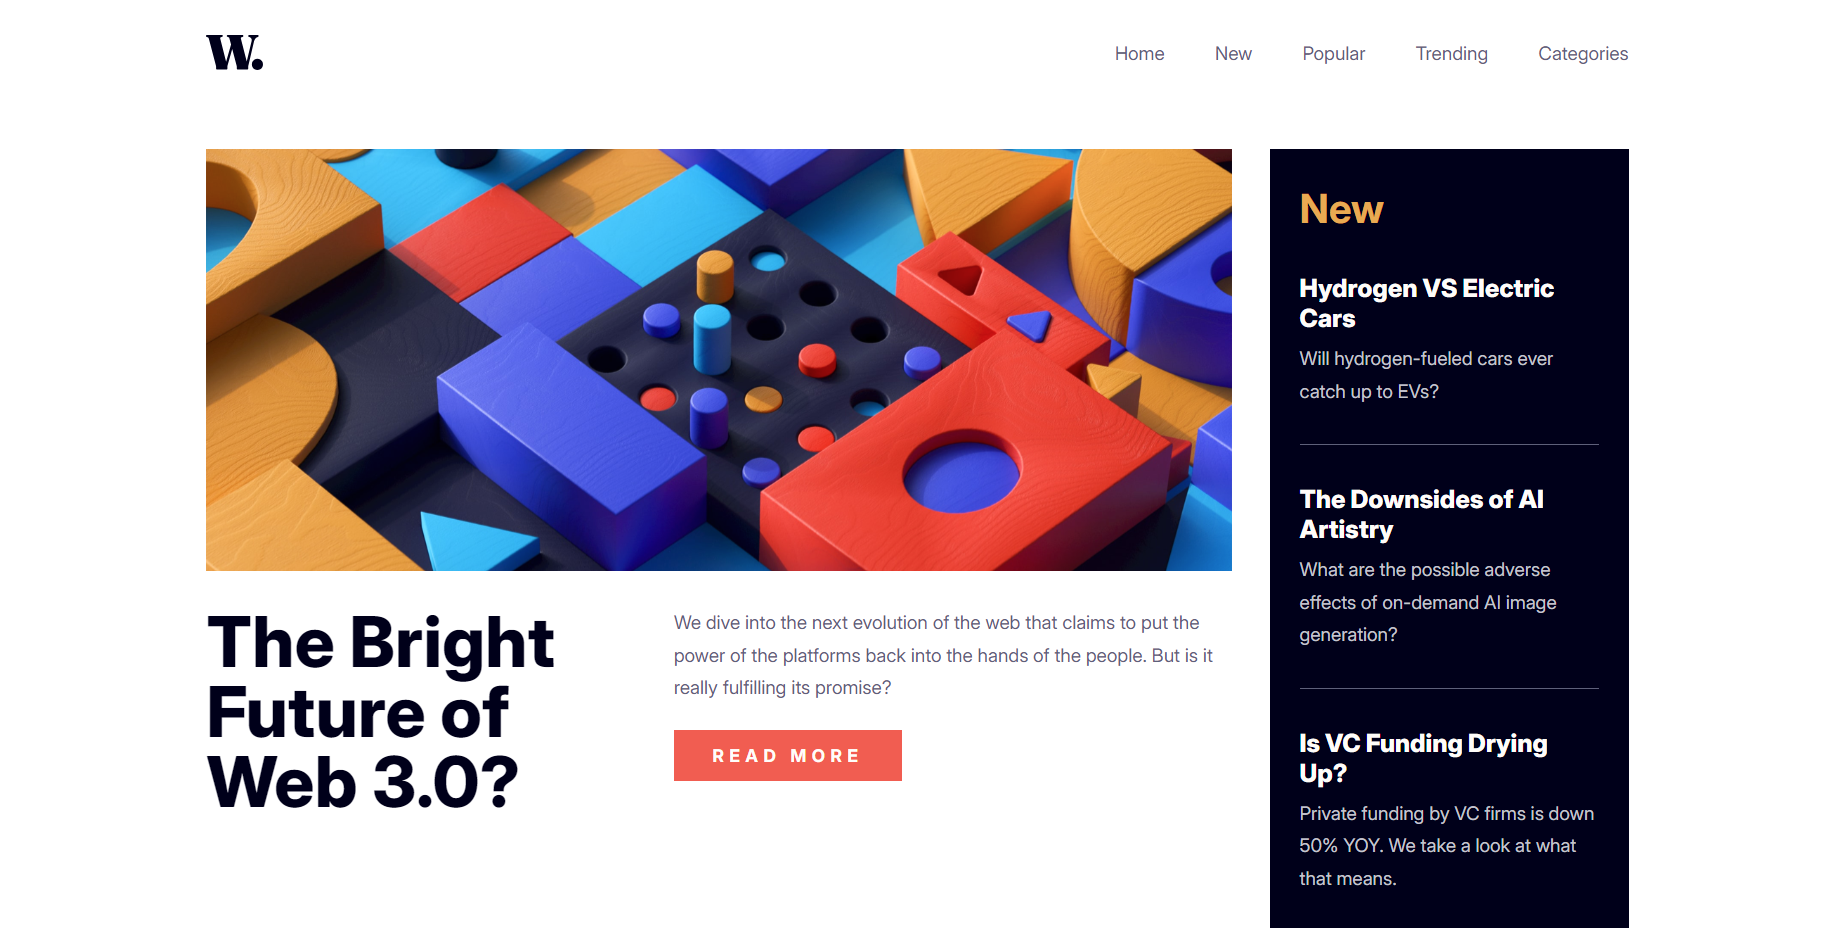 W.
Home New Popular Trending Categories
The Bright
Future of
Web 3.0?
We dive into the next evolution of the web that claims to put the
power of the platforms back into the hands of the people. But is it
really fulfilling its promise?
READ MORE
New
Hydrogen VS Electric
Cars
Will hydrogen-fueled cars ever
catch up to EVs?
The Downsides of AI
Artistry
What are the possible adverse
effects of on-demand AI image
generation?
Is VC Funding Drying
Up?
Private funding by VC firms is down
50% YOY. We take a look at what
that means.